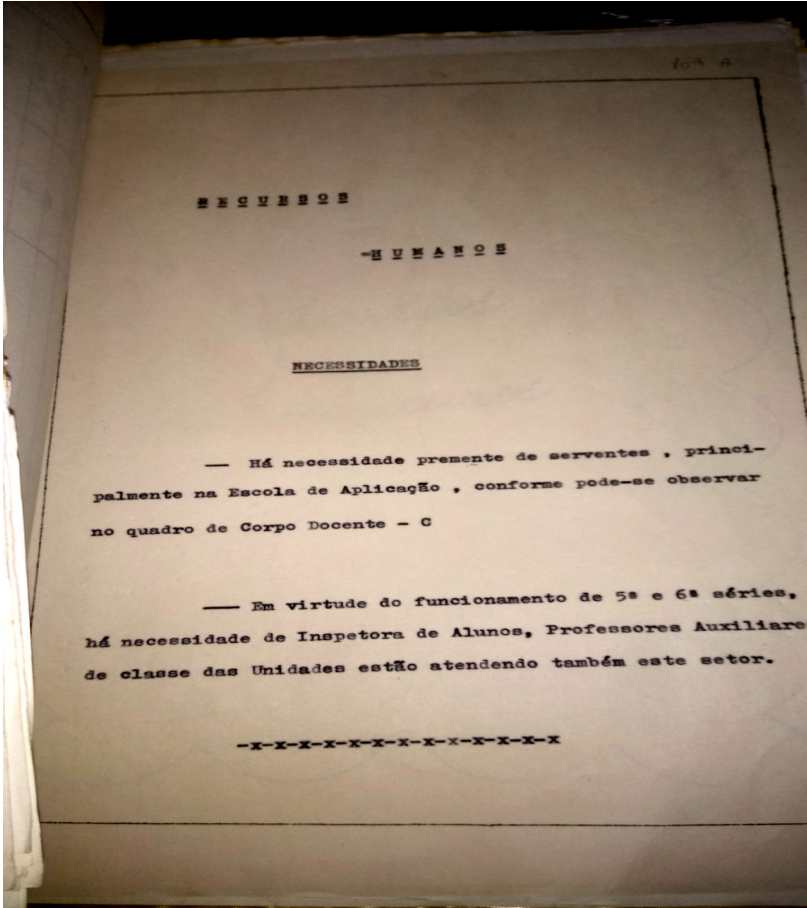 109 A
R E C U R S O S
-H U M A N O S
NECESSIDADES
— Há necessidade premente de serventes , princi-
palmente na Escola de Aplicação , conforme pode-se observar
no quadro de Corpo Docente - C
— Em virtude do funcionamento de 5ª e 6ª séries,
há necessidade de Inspetora de Alunos, Professores Auxiliare
de classe das Unidades estão atendendo também este setor.
-x-x-x-x-x-x-x-x-x-x-x-x-x